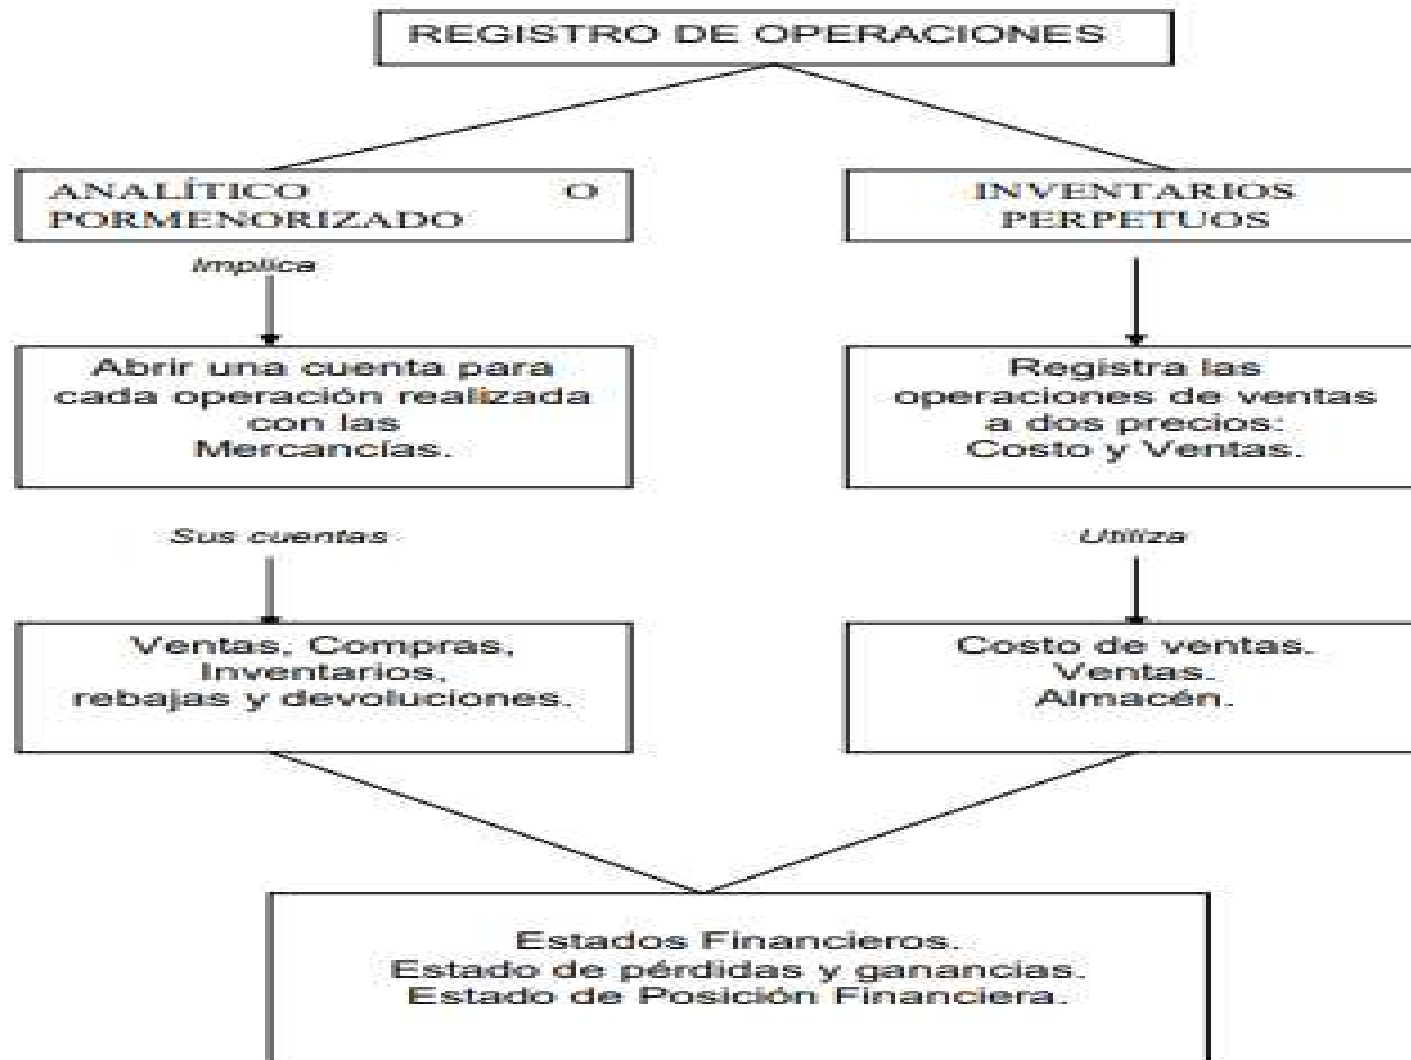 REGISTRO DE OPERACIONES
ANALÍTICO O
PORMENORIZADO
INVENTARIOS
PERPETUOS
Implica
Abrir una cuenta para
cada operación realizada
con las
Mercancías.
Registra las
operaciones de ventas
a dos precios:
Costo y Ventas.
Sus cuentas
Utiliza
Ventas, Compras,
Inventarios,
rebajas y devoluciones.
Costo de ventas.
Ventas.
Almacén.
Estados Financieros.
Estado de pérdidas y ganancias.
Estado de Posición Financiera.